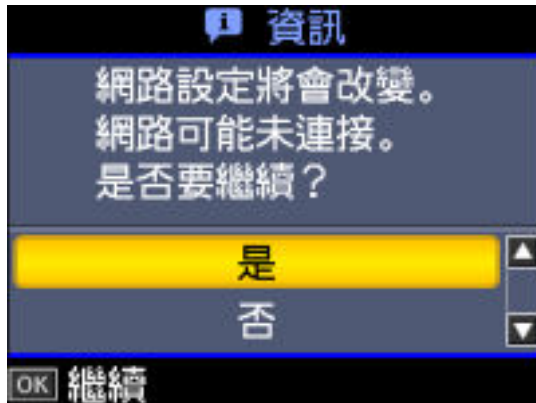 資訊
網路設定將會改變。
網路可能未連接。
是否要繼續？
是
否
OK 繼續